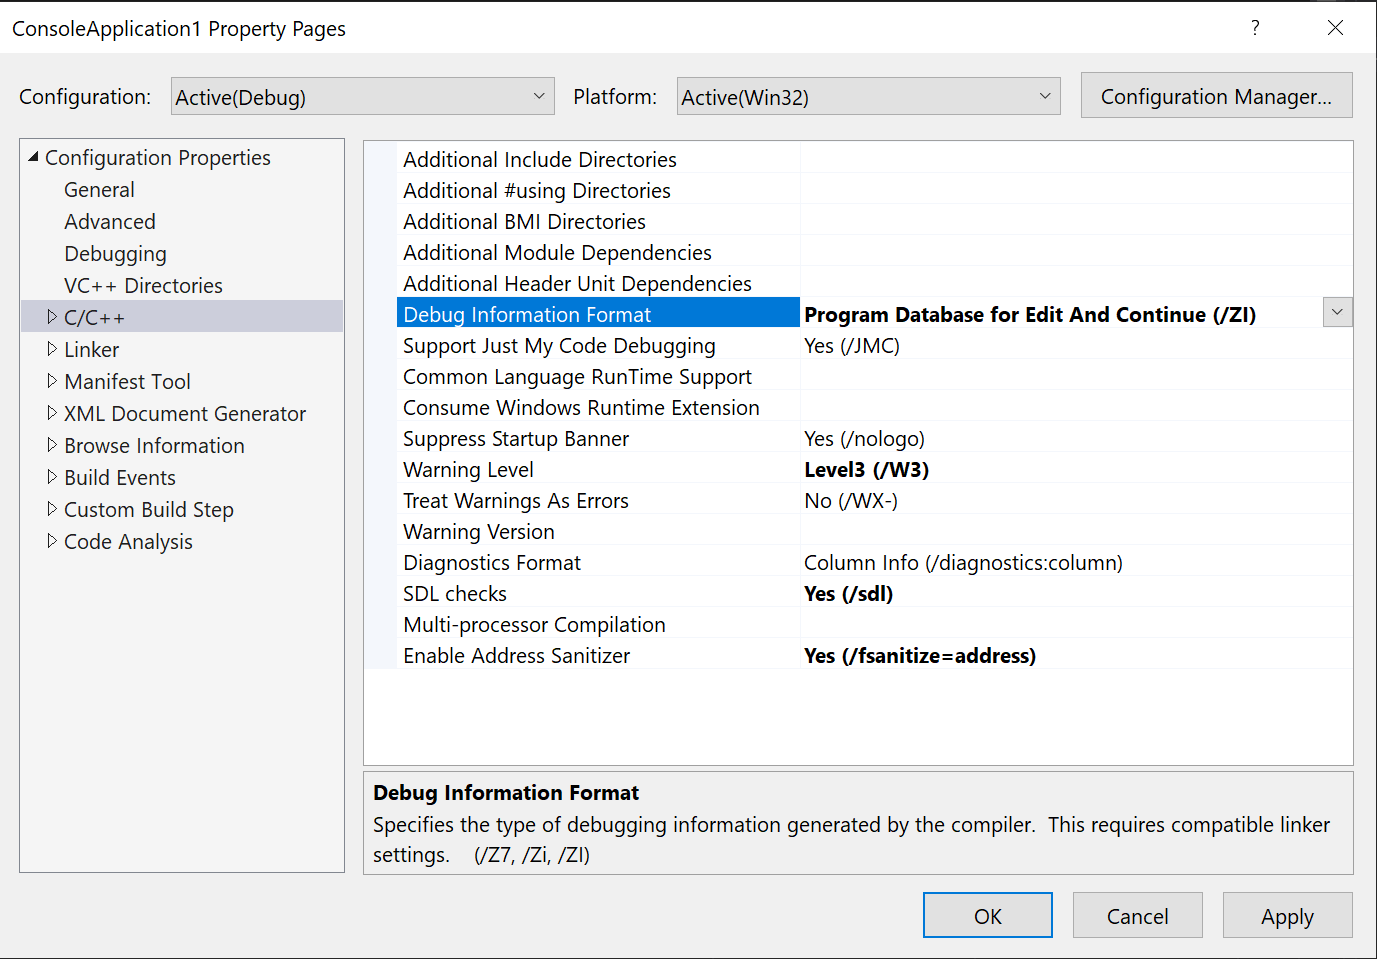 ConsoleApplication1 Property Pages
?
Configuration: Active(Debug) Platform: Active(Win32) Configuration Manager...
Configuration Properties
General
Advanced
Debugging
VC++ Directories
C/C++
Linker
Manifest Tool
XML Document Generator
Browse Information
Build Events
Custom Build Step
Code Analysis
Additional Include Directories
Additional #using Directories
Additional BMI Directories
Additional Module Dependencies
Additional Header Unit Dependencies
Debug Information Format Program Database for Edit And Continue (/ZI)
Support Just My Code Debugging Yes (/JMC)
Common Language RunTime Support
Consume Windows Runtime Extension
Suppress Startup Banner Yes (/nologo)
Warning Level Level3 (/W3)
Treat Warnings As Errors No (/WX-)
Warning Version
Diagnostics Format Column Info (/diagnostics:column)
SDL checks Yes (/sdl)
Multi-processor Compilation
Enable Address Sanitizer Yes (/fsanitize=address)
Debug Information Format
Specifies the type of debugging information generated by the compiler.  This requires compatible linker
settings.    (/Z7, /Zi, /ZI)
OK Cancel Apply